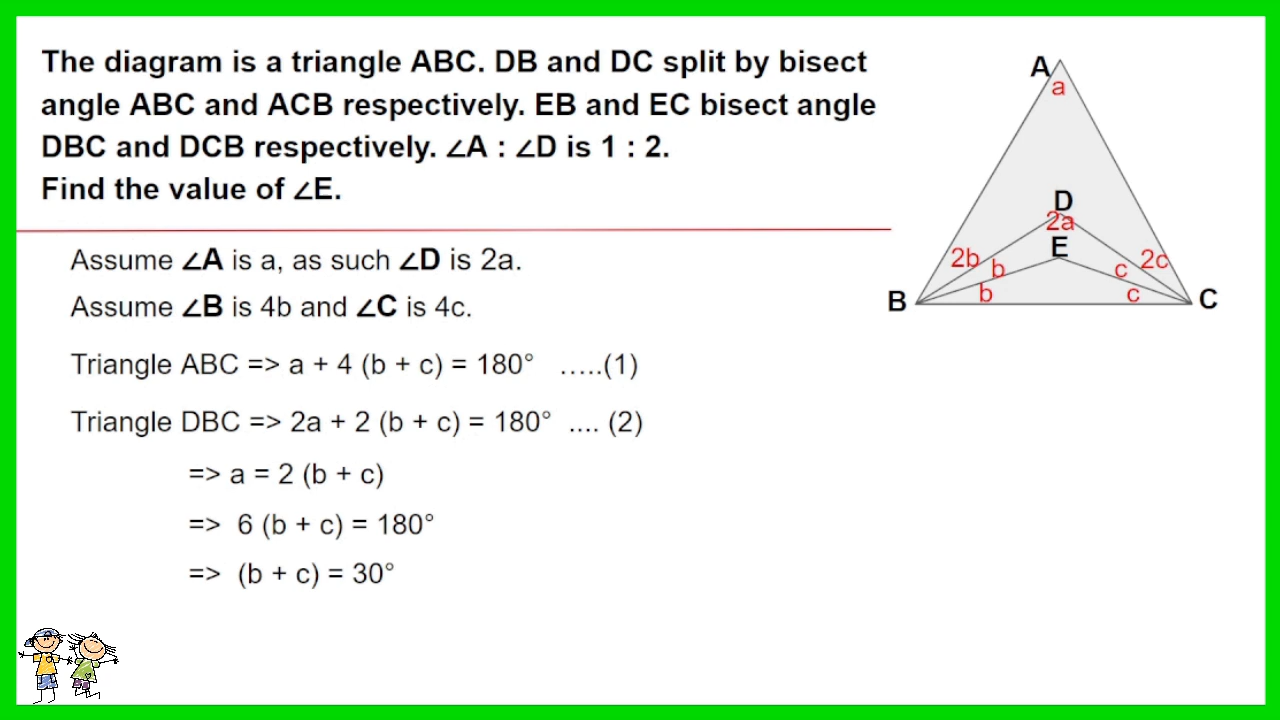 The diagram is a triangle ABC. DB and DC split by bisect
angle ABC and ACB respectively. EB and EC bisect angle
DBC and DCB respectively. ∠A : ∠D is 1 : 2.
Find the value of ∠E.
Assume ∠A is a, as such ∠D is 2a.
Assume ∠B is 4b and ∠C is 4c.
Triangle ABC => a + 4 (b + c) = 180° .....(1)
Triangle DBC => 2a + 2 (b + c) = 180° .... (2)
=> a = 2 (b + c)
=> 6 (b + c) = 180°
=> (b + c) = 30°
A
a
D
2a
E
2b
b
c
2c
B
b
c
C